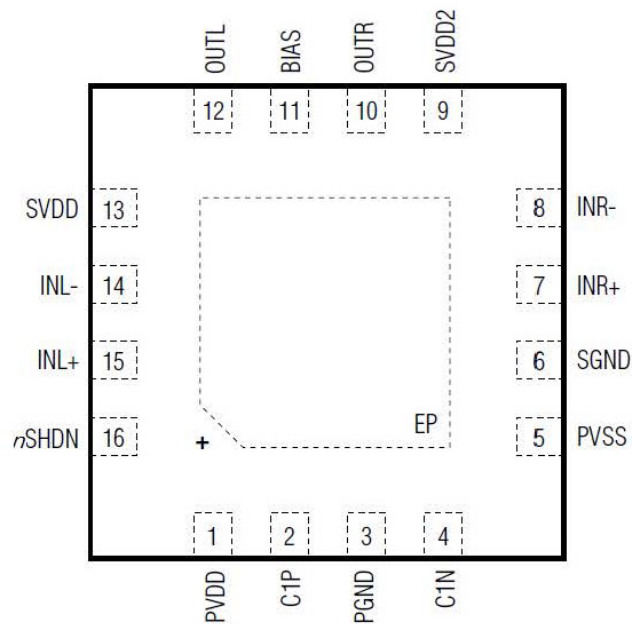 OUTL BIAS OUTR SVDD2
12 11 10 9
SVDD 13 8 INR-
INL- 14 7 INR+
INL+ 15 6 SGND
nSHDN 16 5 PVSS
+ EP
1 2 3 4
PVDD C1P PGND C1N